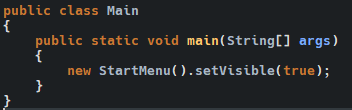 public class Main
{
    public static void main(String[] args)
    {
        new StartMenu().setVisible(true);
    }
}